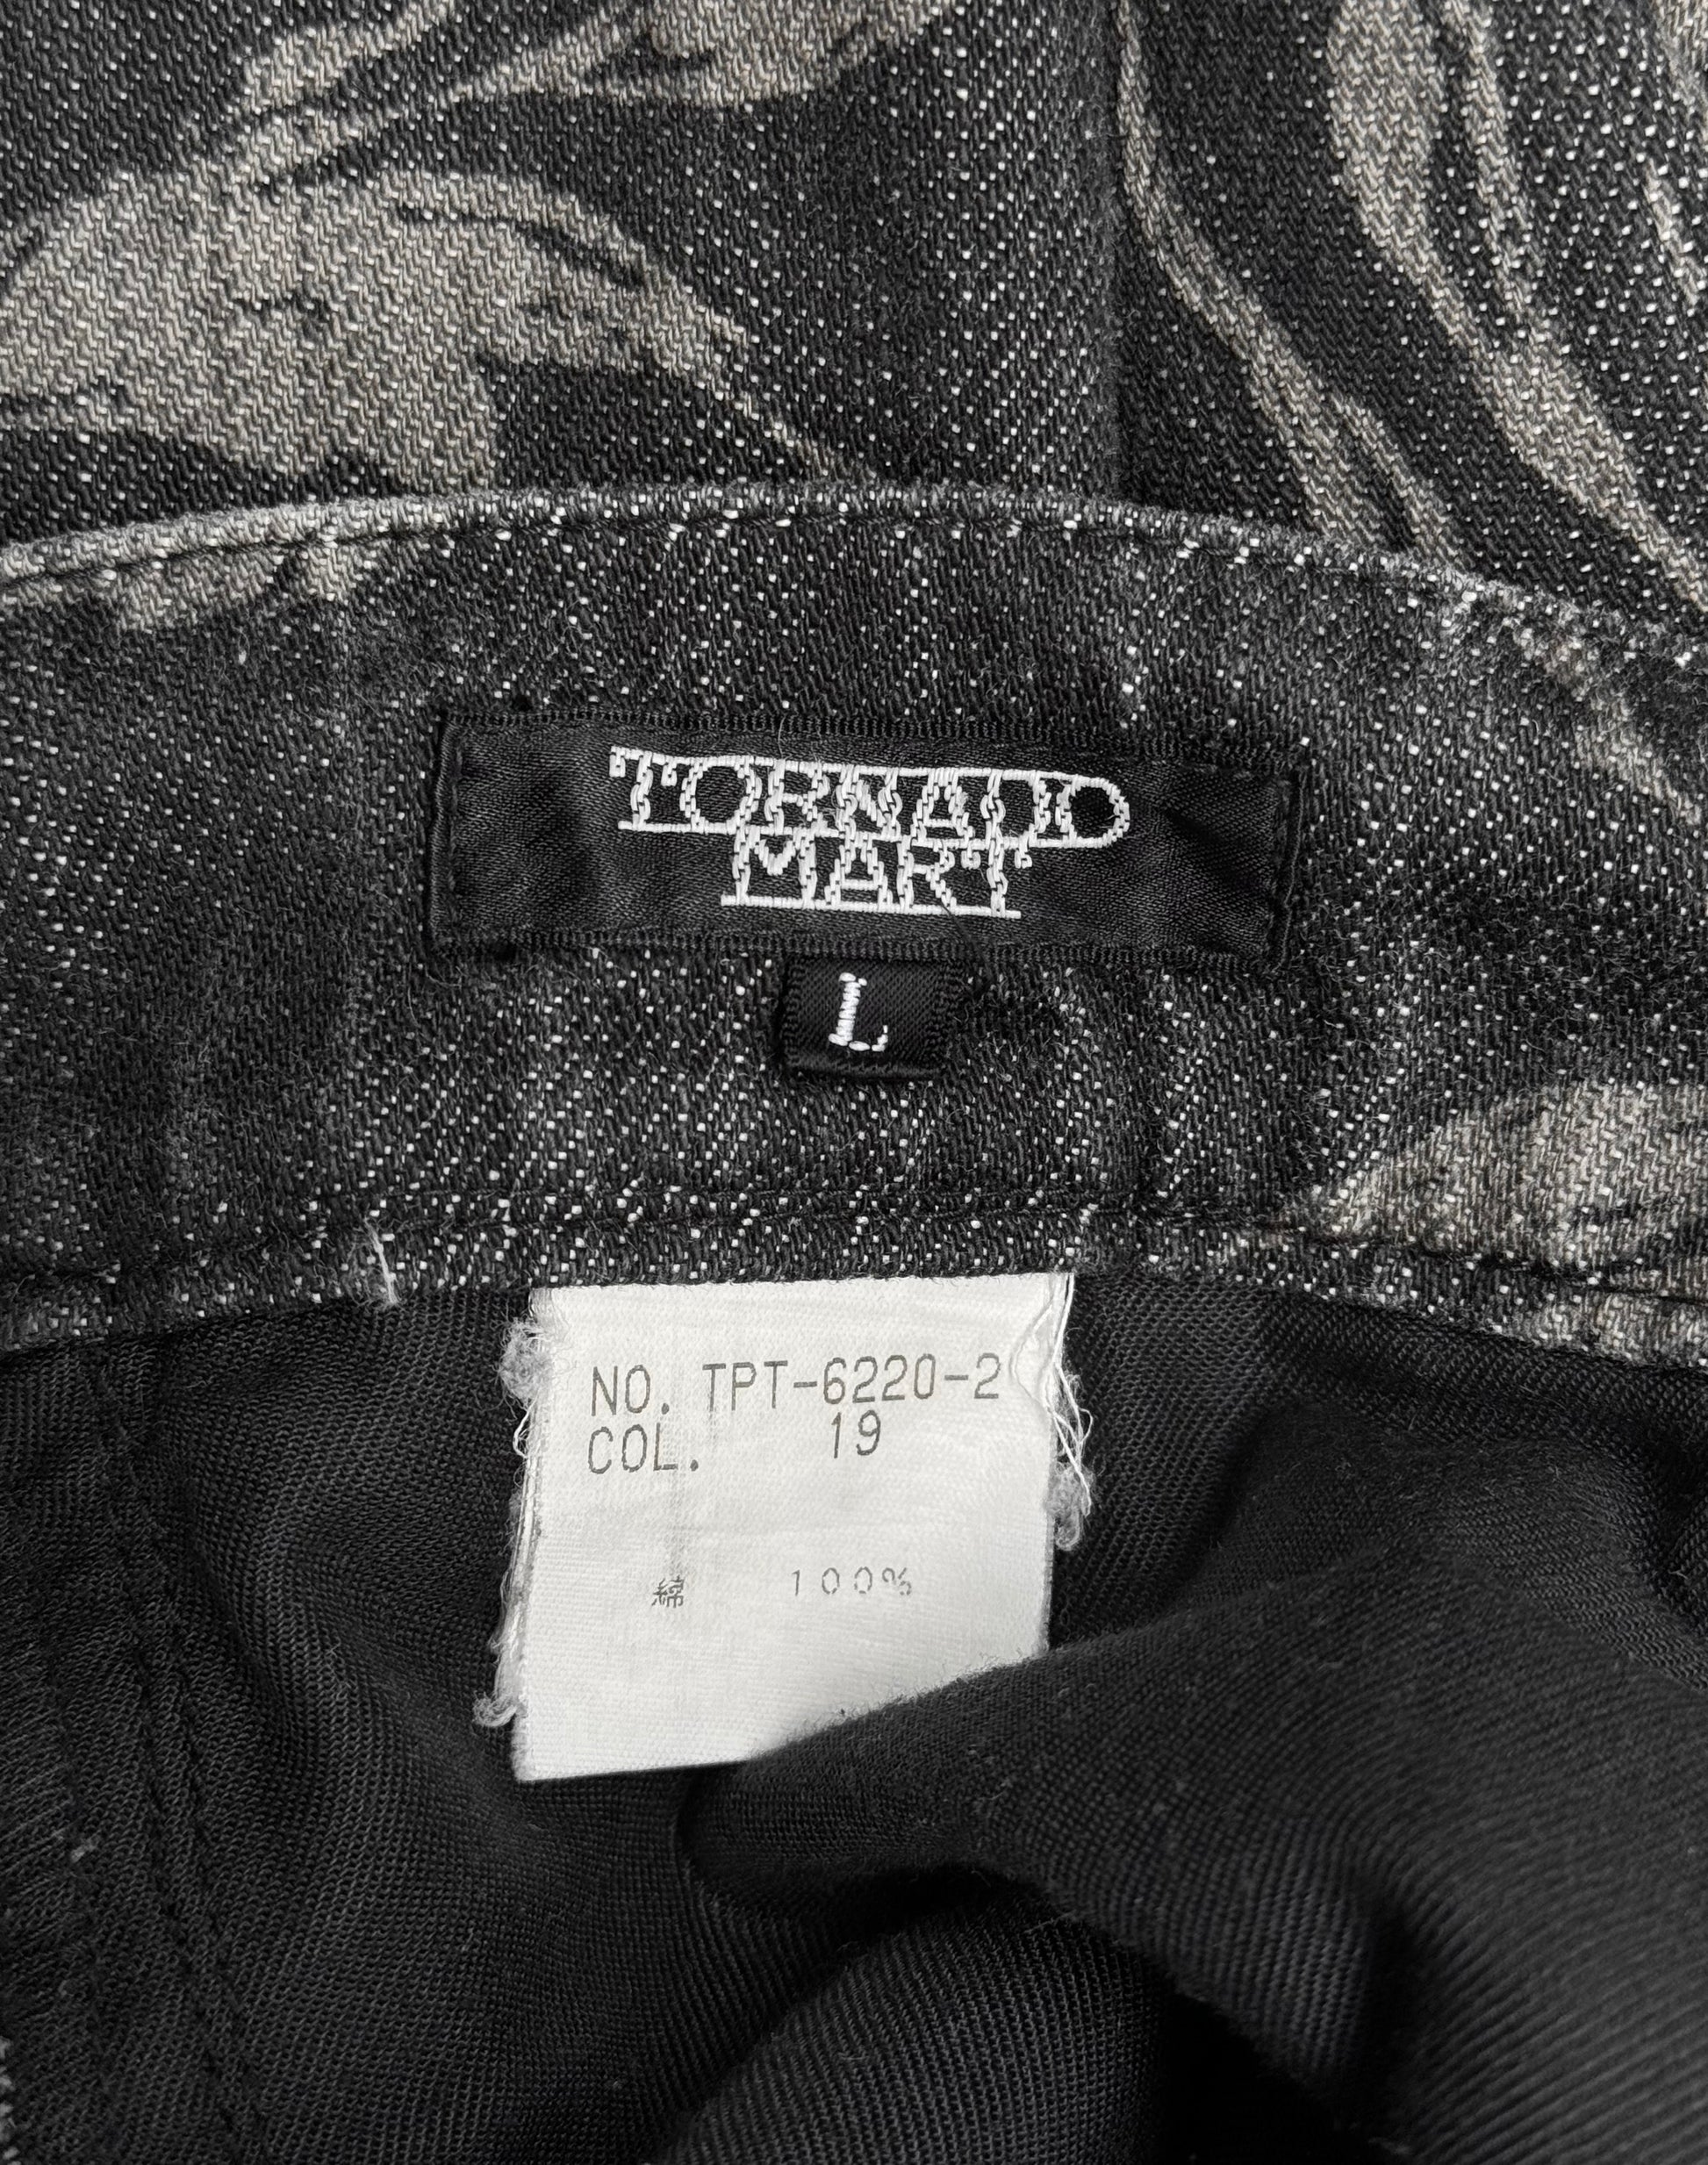 TORNADO
MART
L
NO. TPT-6220-2
COL. 19
綿 100%